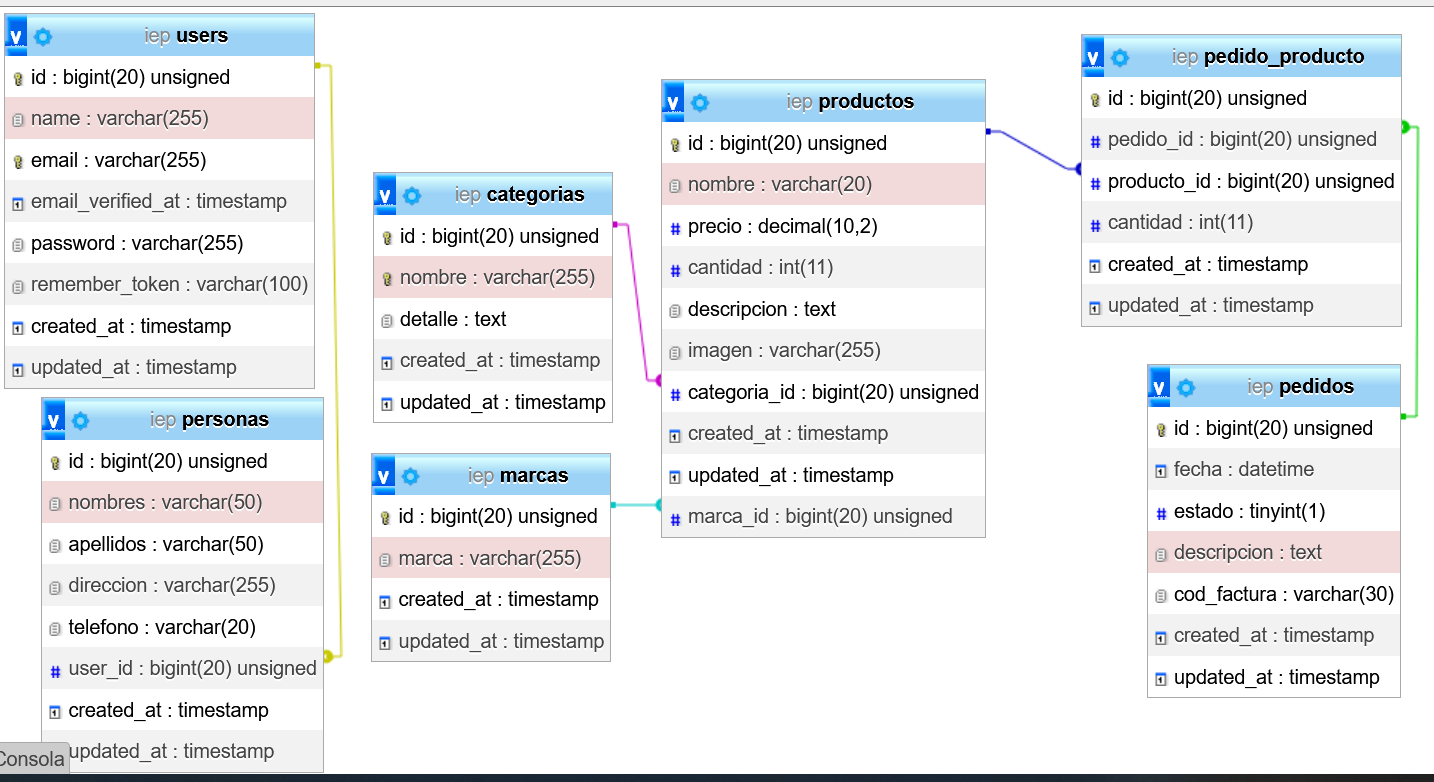 iep users
id : bigint(20) unsigned
name : varchar(255)
email : varchar(255)
email_verified_at : timestamp
password : varchar(255)
remember_token : varchar(100)
created_at : timestamp
updated_at : timestamp
iep personas
id : bigint(20) unsigned
nombres : varchar(50)
apellidos : varchar(50)
direccion : varchar(255)
telefono : varchar(20)
user_id : bigint(20) unsigned
created_at : timestamp
updated_at : timestamp
Consola
iep categorias
id : bigint(20) unsigned
nombre : varchar(255)
detalle : text
created_at : timestamp
updated_at : timestamp
iep marcas
id : bigint(20) unsigned
marca : varchar(255)
created_at : timestamp
updated_at : timestamp
iep productos
id : bigint(20) unsigned
nombre : varchar(20)
precio : decimal(10,2)
cantidad : int(11)
descripcion : text
imagen : varchar(255)
categoria_id : bigint(20) unsigned
created_at : timestamp
updated_at : timestamp
marca_id : bigint(20) unsigned
iep pedido_producto
id : bigint(20) unsigned
pedido_id : bigint(20) unsigned
producto_id : bigint(20) unsigned
cantidad : int(11)
created_at : timestamp
updated_at : timestamp
iep pedidos
id : bigint(20) unsigned
fecha : datetime
estado : tinyint(1)
descripcion : text
cod_factura : varchar(30)
created_at : timestamp
updated_at : timestamp